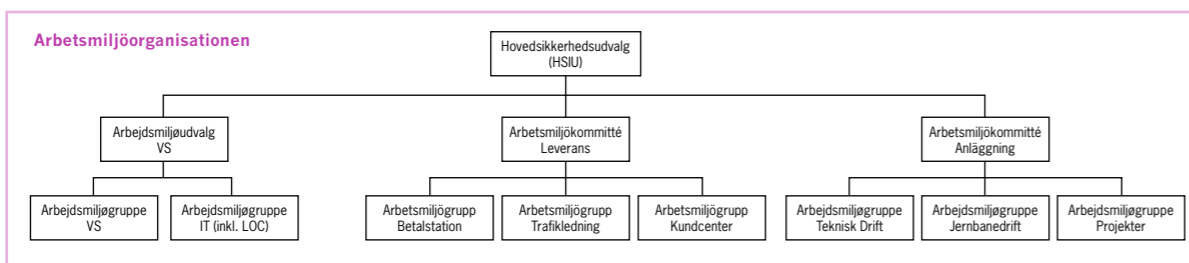 Arbetsmiljöorganisationen
Hovedsikkerhedsudvalg
(HSIU)
Arbejdsmiljøudvalg
VS
Arbetsmiljökommitté
Leverans
Arbetsmiljökommitté
Anläggning
Arbejdsmiljøgruppe
VS
Arbejdsmiljøgruppe
IT (inkl. LOC)
Arbetsmiljögrupp
Betalstation
Arbetsmiljögrupp
Trafikledning
Arbetsmiljögrupp
Kundcenter
Arbejdsmiljøgruppe
Teknisk Drift
Arbejdsmiljøgruppe
Jernbanedrift
Arbejdsmiljøgruppe
Projekter